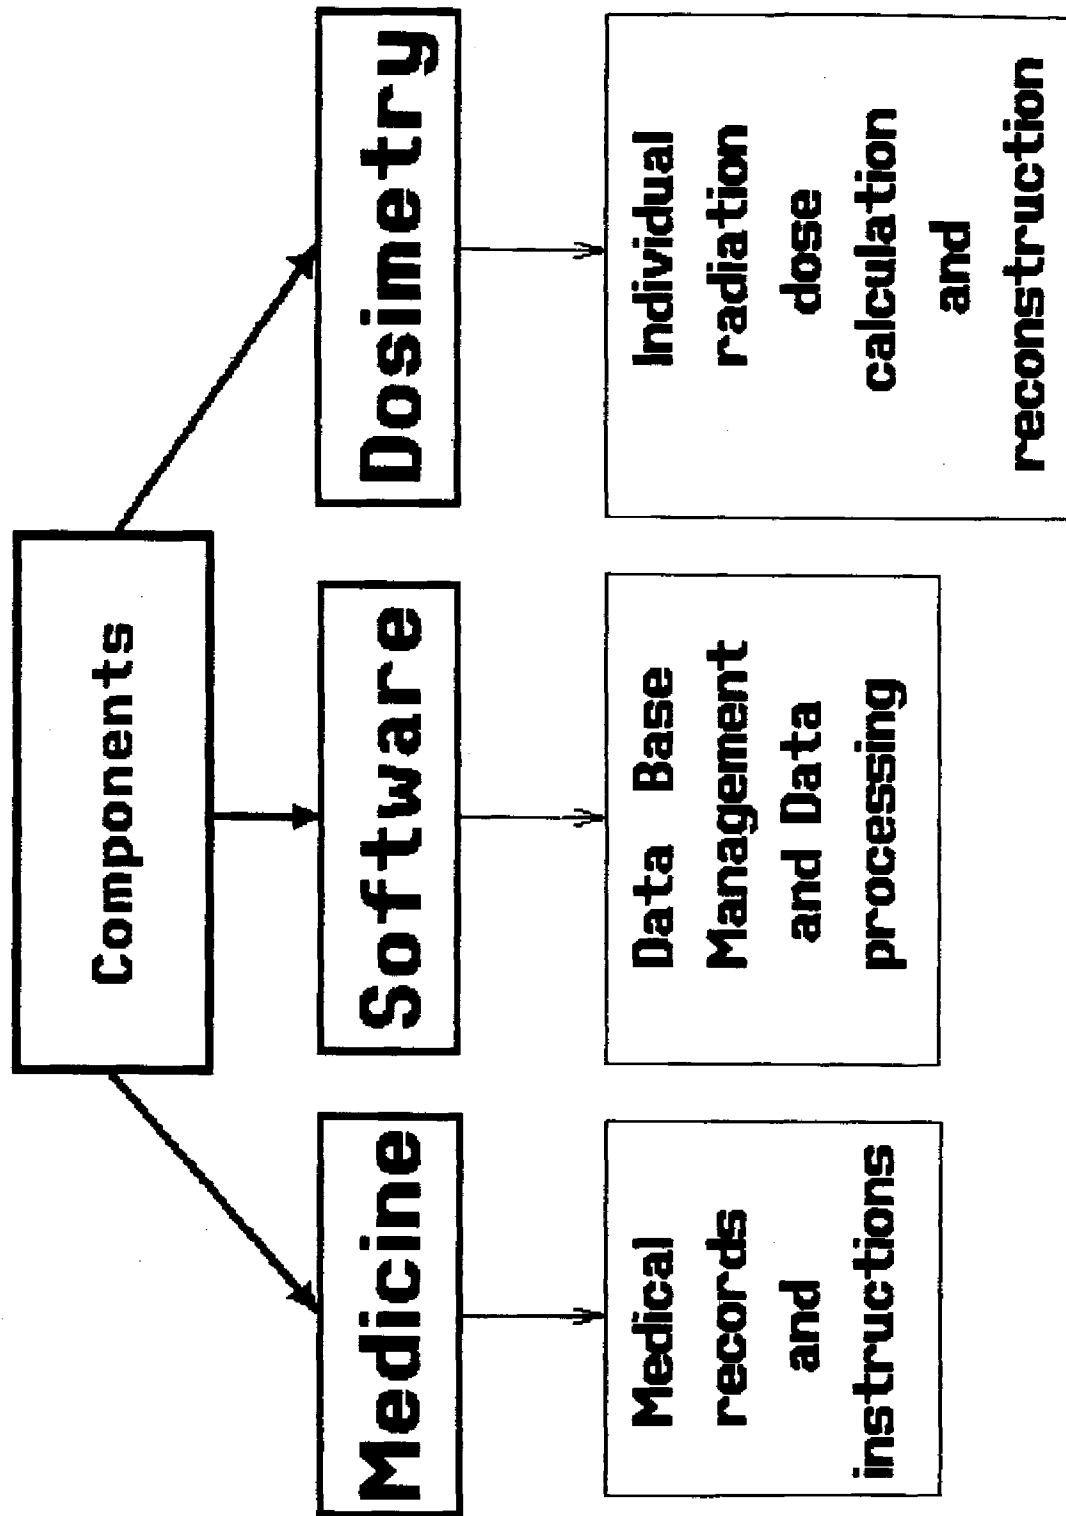 Components
Medicine
Software
Dosimetry
Medical
records
and
instructions
Data Base
Management
and Data
processing
Individual
radiation
dose
calculation
and
reconstruction